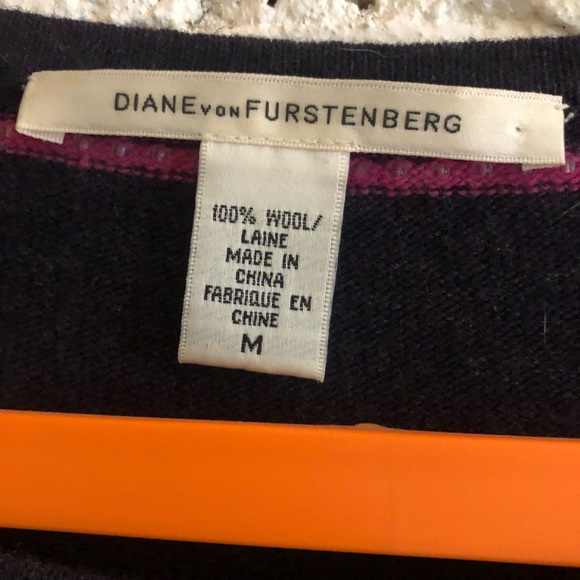 DIANE VON FURSTENBERG
100% WOOL/
LAINE
MADE IN
CHINA
FABRIQUE EN
CHINE
M